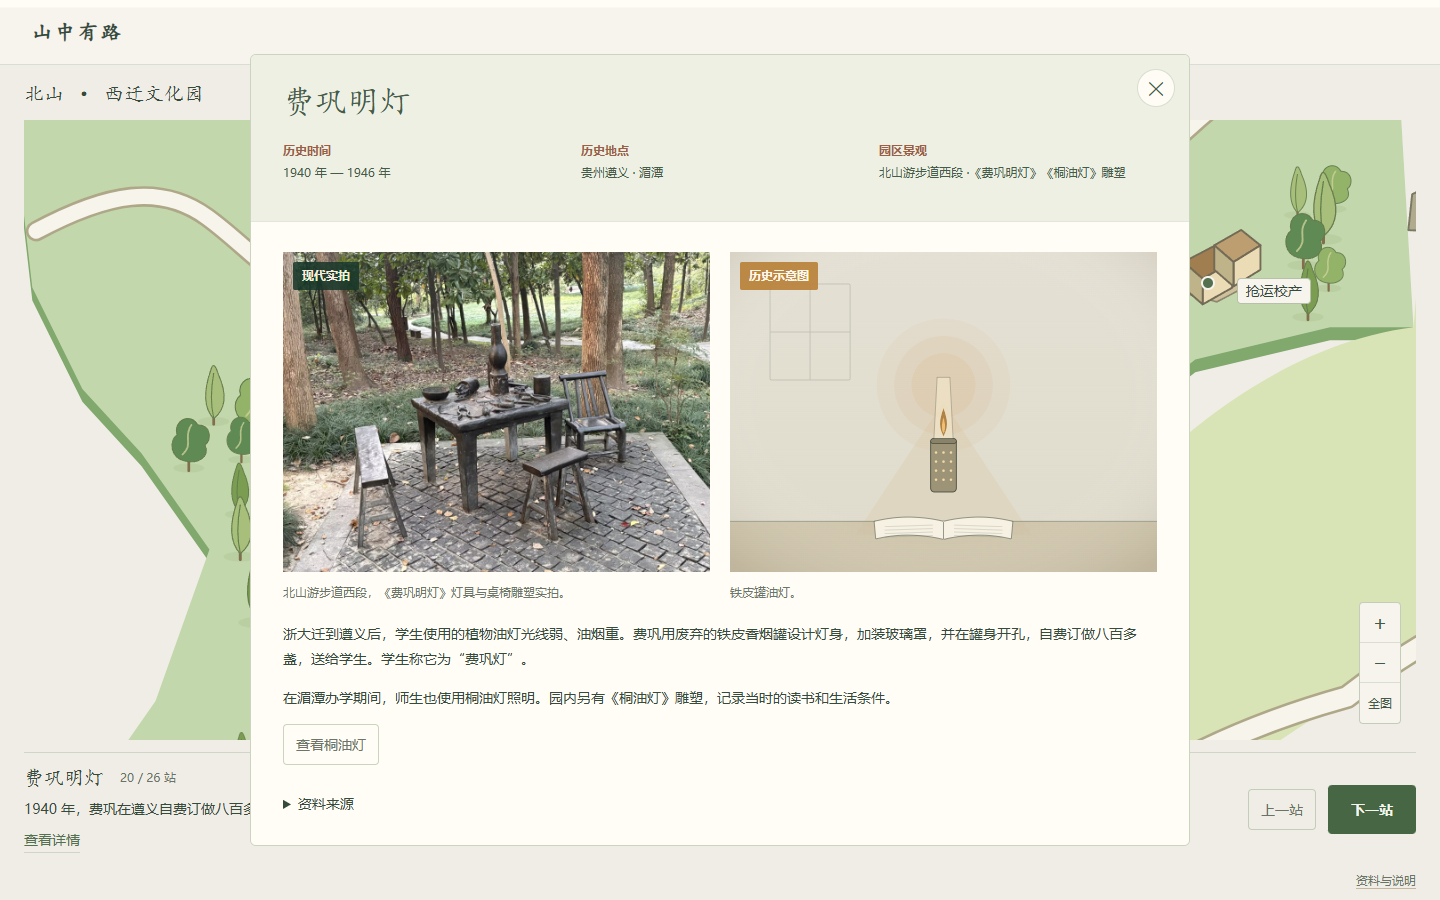 山中有路
北山 • 西迁文化园
费巩明灯
历史时间
1940 年 — 1946 年
历史地点
贵州遵义 · 湄潭
园区景观
北山游步道西段 ·《费巩明灯》《桐油灯》雕塑
现代实拍
历史示意图
抢运校产
北山游步道西段，《费巩明灯》灯具与桌椅雕塑实拍。
铁皮罐油灯。
浙大迁到遵义后，学生使用的植物油灯光线弱、油烟重。费巩用废弃的铁皮香烟罐设计灯身，加装玻璃罩，并在罐身开孔，自费订做八百多
盏，送给学生。学生称它为“费巩灯”。
在湄潭办学期间，师生也使用桐油灯照明。园内另有《桐油灯》雕塑，记录当时的读书和生活条件。
查看桐油灯
资料来源
+
−
全图
费巩明灯 20 / 26 站
1940 年，费巩在遵义自费订做八百多
查看详情
上一站
下一站
资料与说明